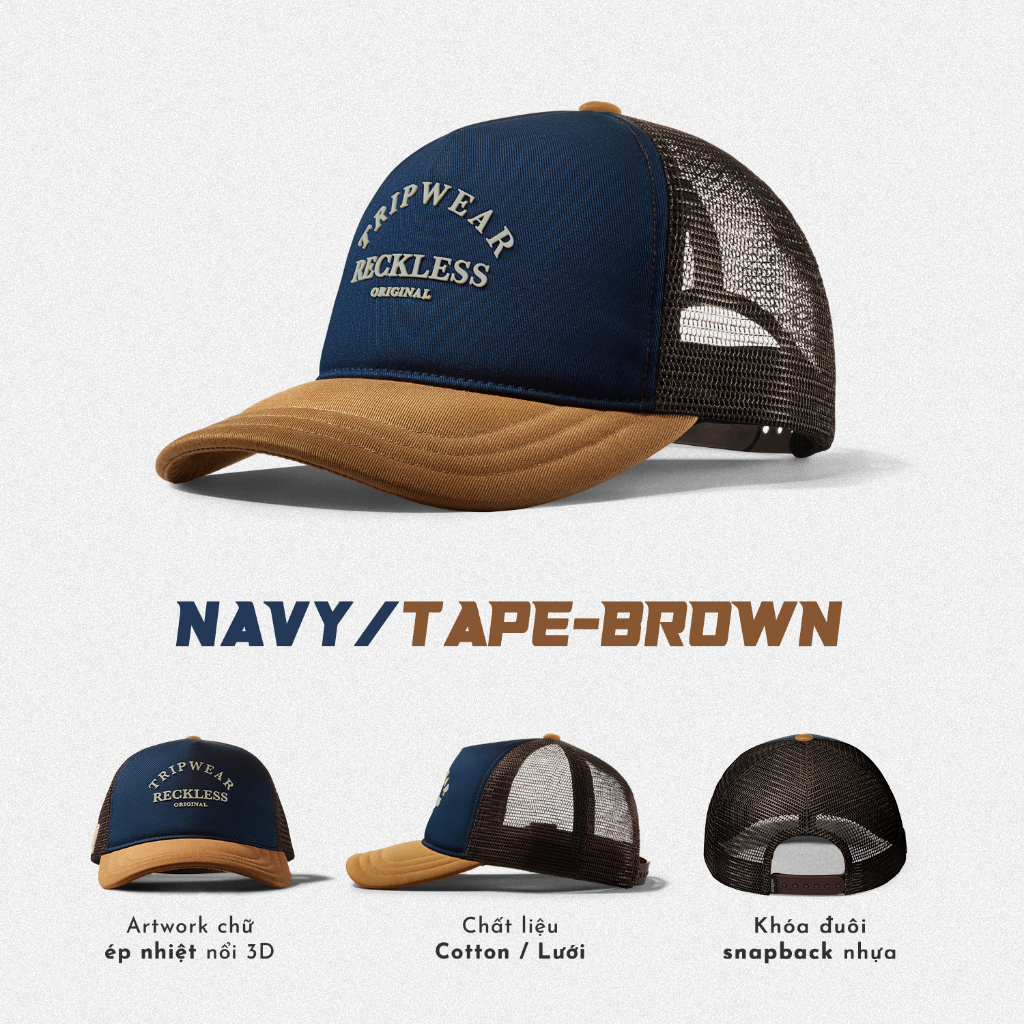 TRIPWEAR
RECKLESS
ORIGINAL
NAVY/TAPE-BROWN
TRIPWEAR
RECKLESS
ORIGINAL
Artwork chữ
ép nhiệt nổi 3D
Chất liệu
Cotton / Lưới
Khóa đuôi
snapback nhựa